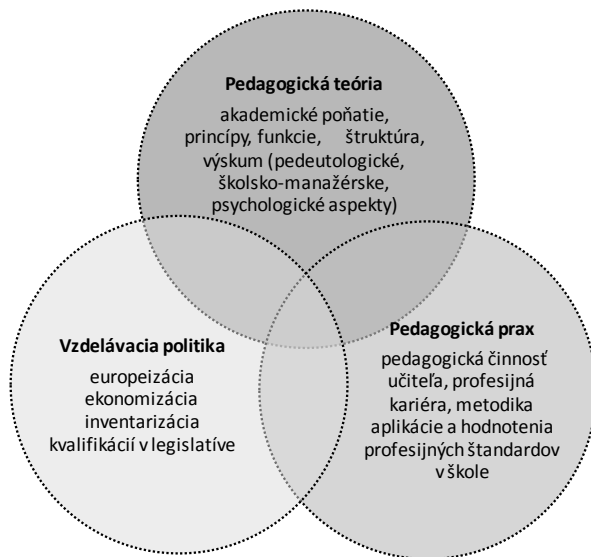 Pedagogická teória
akademické poňatie,
princípy, funkcie, štruktúra,
výskum (pedeutologické,
školsko-manažérske,
psychologické aspekty)
Vzdelávacia politika
europeizácia
ekonomizácia
inventarizácia
kvalifikácií v legislatíve
Pedagogická prax
pedagogická činnosť
učiteľa, profesijná
kariéra, metodika
aplikácie a hodnotenia
profesijných štandardov
v škole